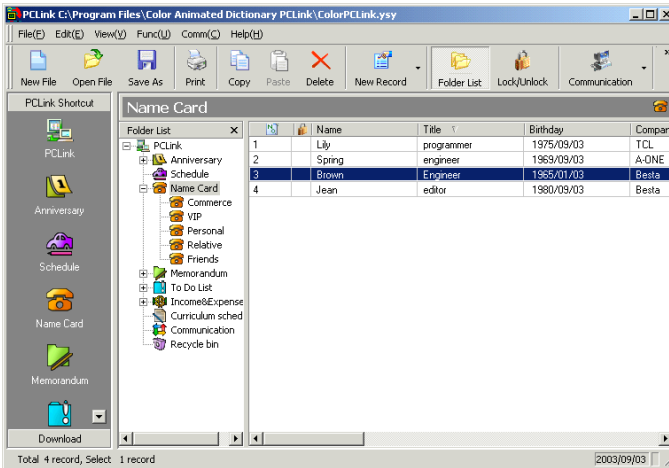 PCLink C:\Program Files\Color Animated Dictionary PCLink\ColorPCLink.ysy
File(F) Edit(E) View(V) Func(U) Comm(C) Help(H)
New File Open File Save As Print Copy Paste Delete New Record Folder List Lock/Unlock Communication
PCLink Shortcut
Name Card
PCLink
Anniversary
Schedule
Name Card
Memorandum
Download
Folder List
PCLink
Anniversary
Schedule
Name Card
Commerce
VIP
Personal
Relative
Friends
Memorandum
To Do List
Income&Expense
Curriculum sched
Communication
Recycle bin
Name Title Birthday Compar
1 Lily programmer 1975/09/03 TCL
2 Spring engineer 1969/09/03 A-ONE
3 Brown Engineer 1965/01/03 Besta
4 Jean editor 1980/09/03 Besta
Total 4 record, Select 1 record 2003/09/03